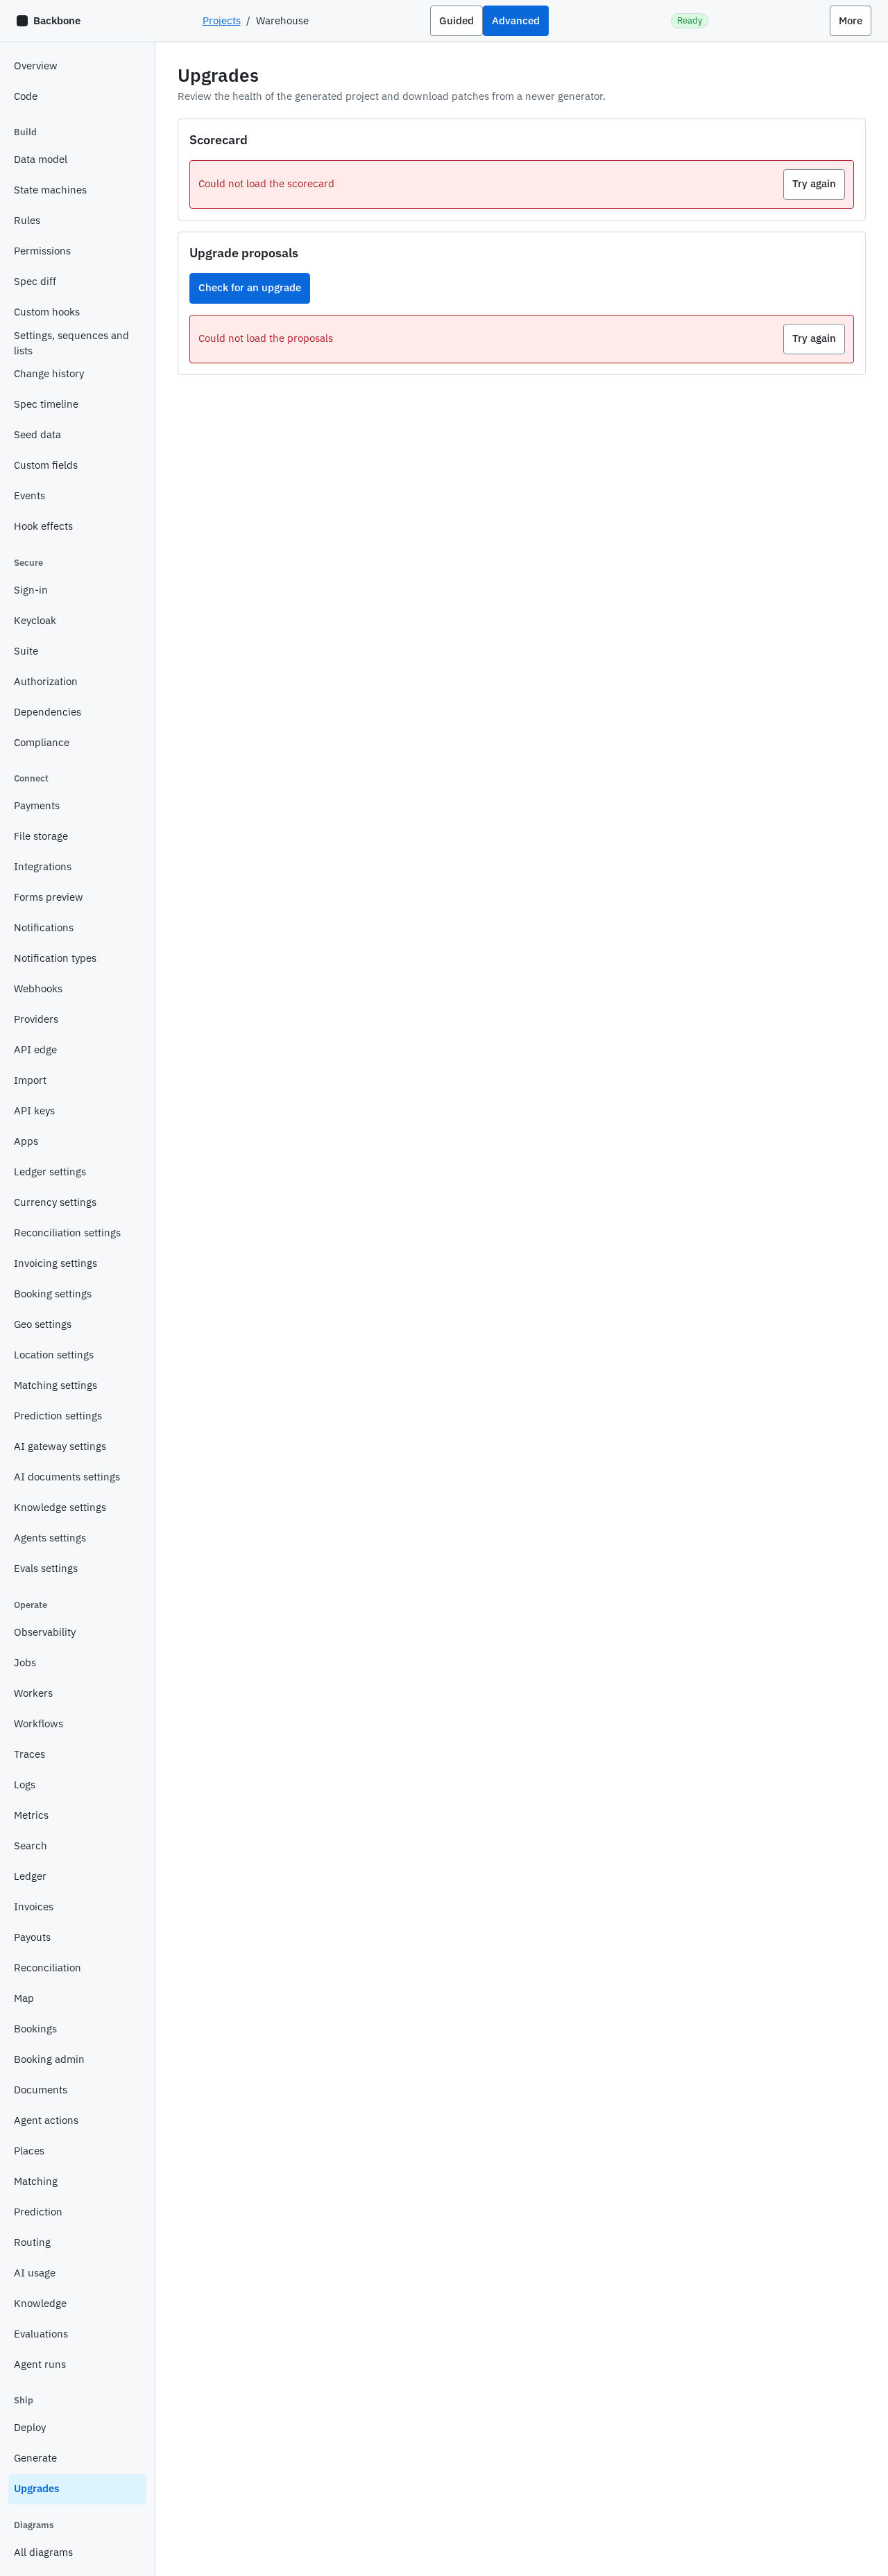 Backbone
Projects / Warehouse
Guided
Advanced
Ready
More
Overview
Code
Build
Data model
State machines
Rules
Permissions
Spec diff
Custom hooks
Settings, sequences and
lists
Change history
Spec timeline
Seed data
Custom fields
Events
Hook effects
Secure
Sign-in
Keycloak
Suite
Authorization
Dependencies
Compliance
Connect
Payments
File storage
Integrations
Forms preview
Notifications
Notification types
Webhooks
Providers
API edge
Import
API keys
Apps
Ledger settings
Currency settings
Reconciliation settings
Invoicing settings
Booking settings
Geo settings
Location settings
Matching settings
Prediction settings
AI gateway settings
AI documents settings
Knowledge settings
Agents settings
Evals settings
Operate
Observability
Jobs
Workers
Workflows
Traces
Logs
Metrics
Search
Ledger
Invoices
Payouts
Reconciliation
Map
Bookings
Booking admin
Documents
Agent actions
Places
Matching
Prediction
Routing
AI usage
Knowledge
Evaluations
Agent runs
Ship
Deploy
Generate
Upgrades
Diagrams
All diagrams
Upgrades
Review the health of the generated project and download patches from a newer generator.
Scorecard
Could not load the scorecard
Try again
Upgrade proposals
Check for an upgrade
Could not load the proposals
Try again